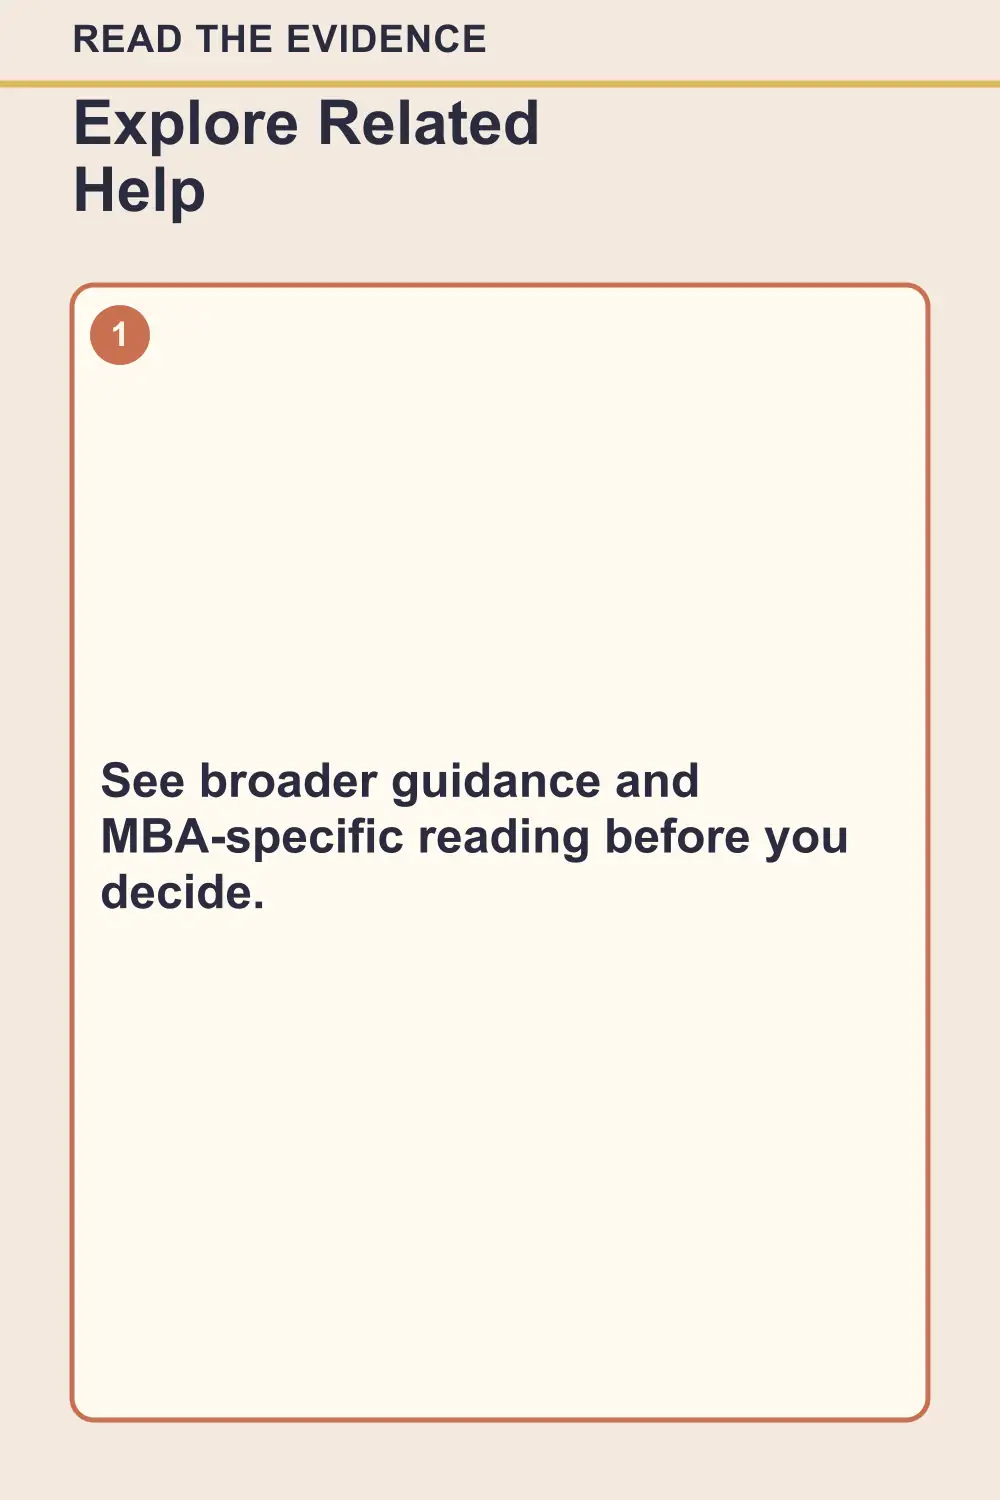 READ THE EVIDENCE
Explore Related
Help
1
See broader guidance and
MBA-specific reading before you
decide.